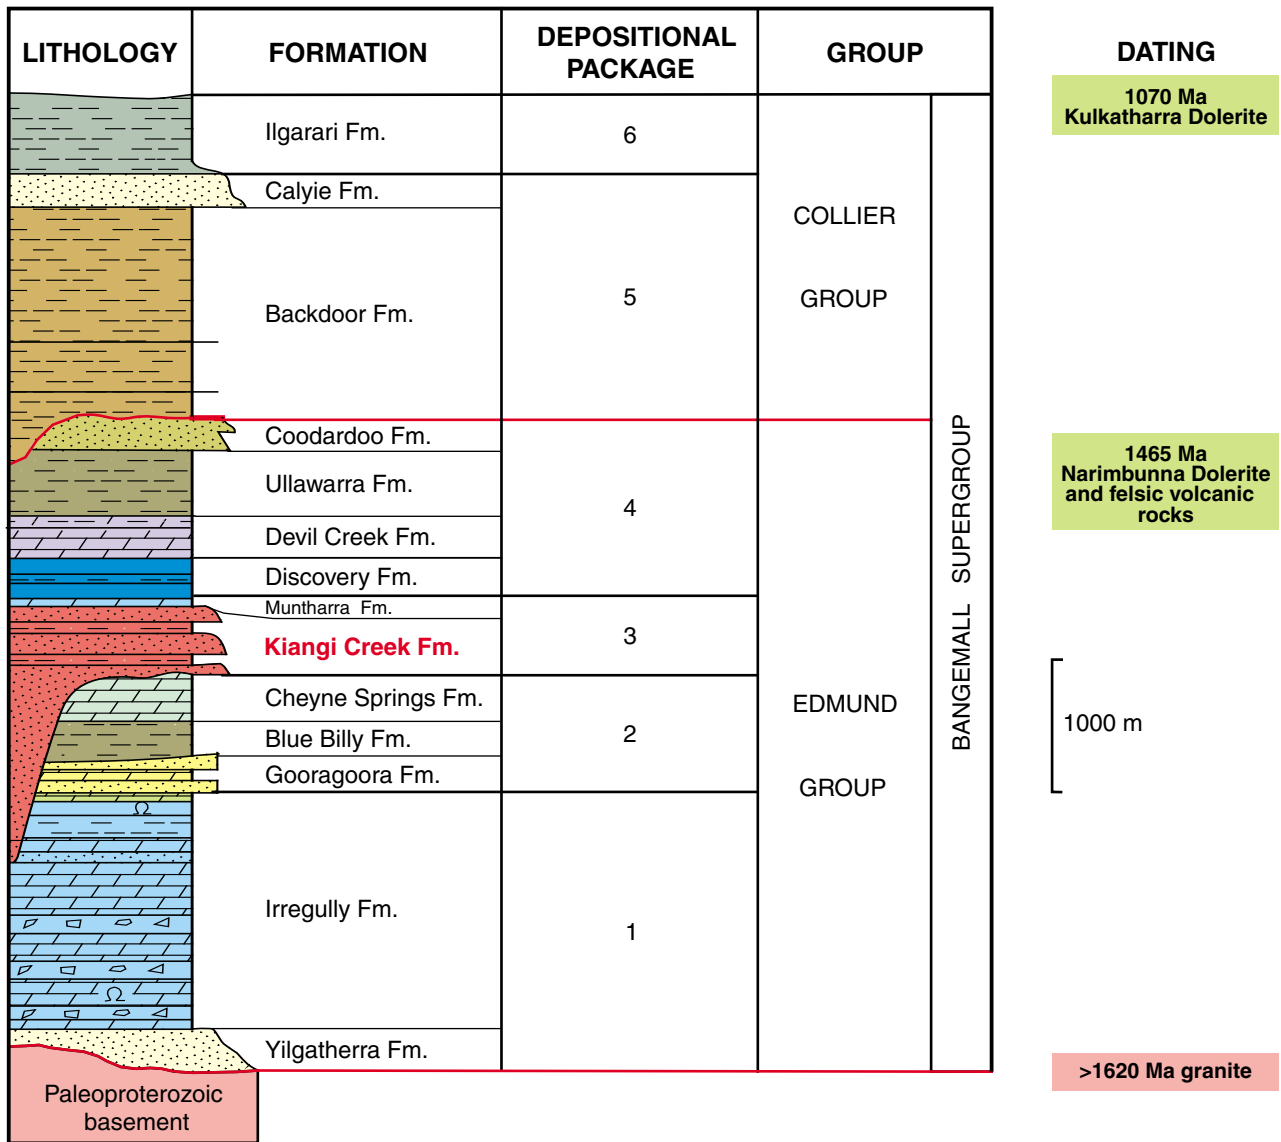 LITHOLOGY
FORMATION
DEPOSITIONAL
PACKAGE
GROUP
DATING
1070 Ma
Kulkatharra Dolerite
Ilgarari Fm.
6
Calyie Fm.
COLLIER
GROUP
Backdoor Fm.
5
Coodardoo Fm.
Ullawarra Fm.
4
Devil Creek Fm.
Discovery Fm.
1465 Ma
Narimbunna Dolerite
and felsic volcanic
rocks
BANGEMALL SUPERGROUP
Muntharra Fm.
Kiangi Creek Fm.
3
Cheyne Springs Fm.
Blue Billy Fm.
2
Gooragoora Fm.
EDMUND
GROUP
1000 m
Ω
Irregully Fm.
1
Ω
Yilgatherra Fm.
>1620 Ma granite
Paleoproterozoic
basement